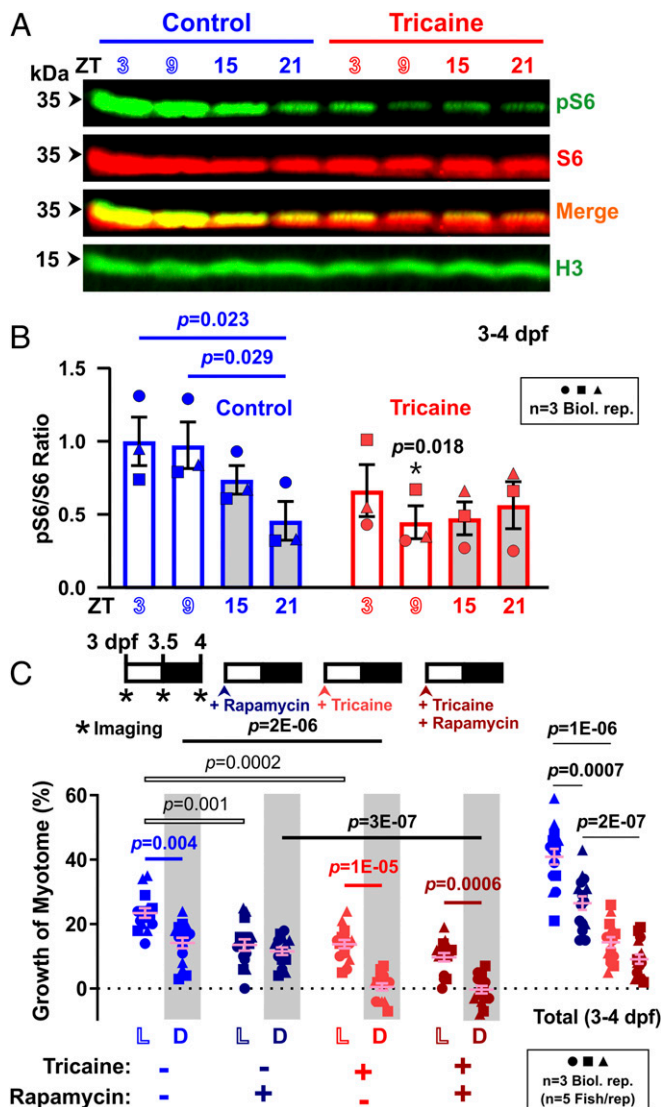 A
Control Tricaine
kDa ZT 3 9 15 21 3 9 15 21
35 pS6
35 S6
35 Merge
15 H3
B
p=0.023
p=0.029
3-4 dpf
n=3 Biol. rep.
pS6/S6 Ratio
1.5
1.0
0.5
0.0
Control
Tricaine
p=0.018
*
ZT 3 9 15 21 3 9 15 21
C
3 dpf 3.5 4
* * *
* Imaging
+ Rapamycin
+ Tricaine
+ Tricaine
+ Rapamycin
p=2E-06
p=0.0002
p=0.001
p=0.004
p=3E-07
p=1E-05
p=0.0006
p=1E-06
p=0.0007
p=2E-07
Growth of Myotome (%)
60
40
20
0
L D L D L D L D
Total (3-4 dpf)
Tricaine: - - + +
Rapamycin: - + - +
n=3 Biol. rep.
(n=5 Fish/rep)